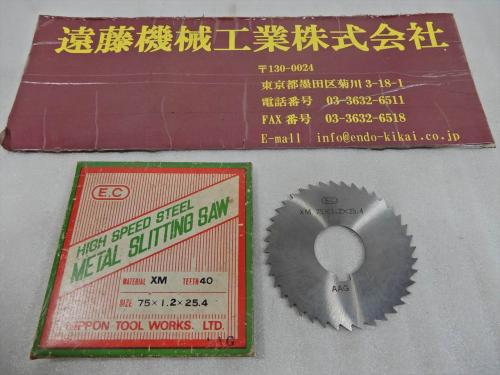 遠藤機械工業株式会社
〒130-0024
東京都墨田区菊川 3-18-1
電話番号 03-3632-6511
FAX 番号 03-3632-6518
E-mall info@endo-kikai.co.jp
E.C
HIGH SPEED STEEL
METAL SLITTING SAW
MATERIAL XM TEETH 40
SIZE 75×1.2×25.4
NIPPON TOOL WORKS. LTD.
E.C
XM 75×1.2×25.4
AAG